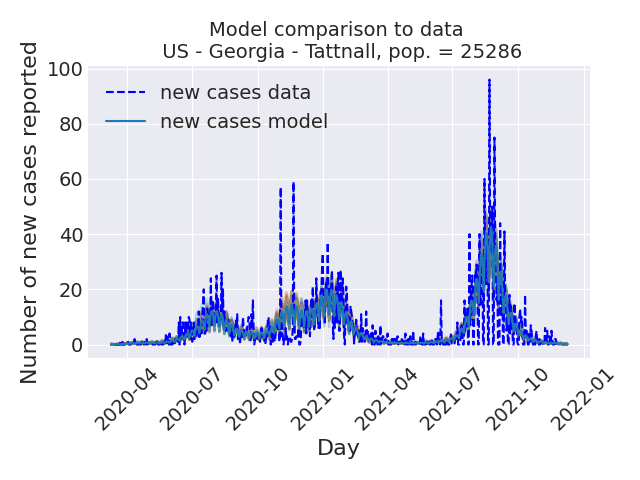 Model comparison to data
US - Georgia - Tattnall, pop. = 25286
Number of new cases reported
100
80
60
40
20
0
new cases data
new cases model
2020-04
2020-07
2020-10
2021-01
2021-04
2021-07
2021-10
2022-01
Day